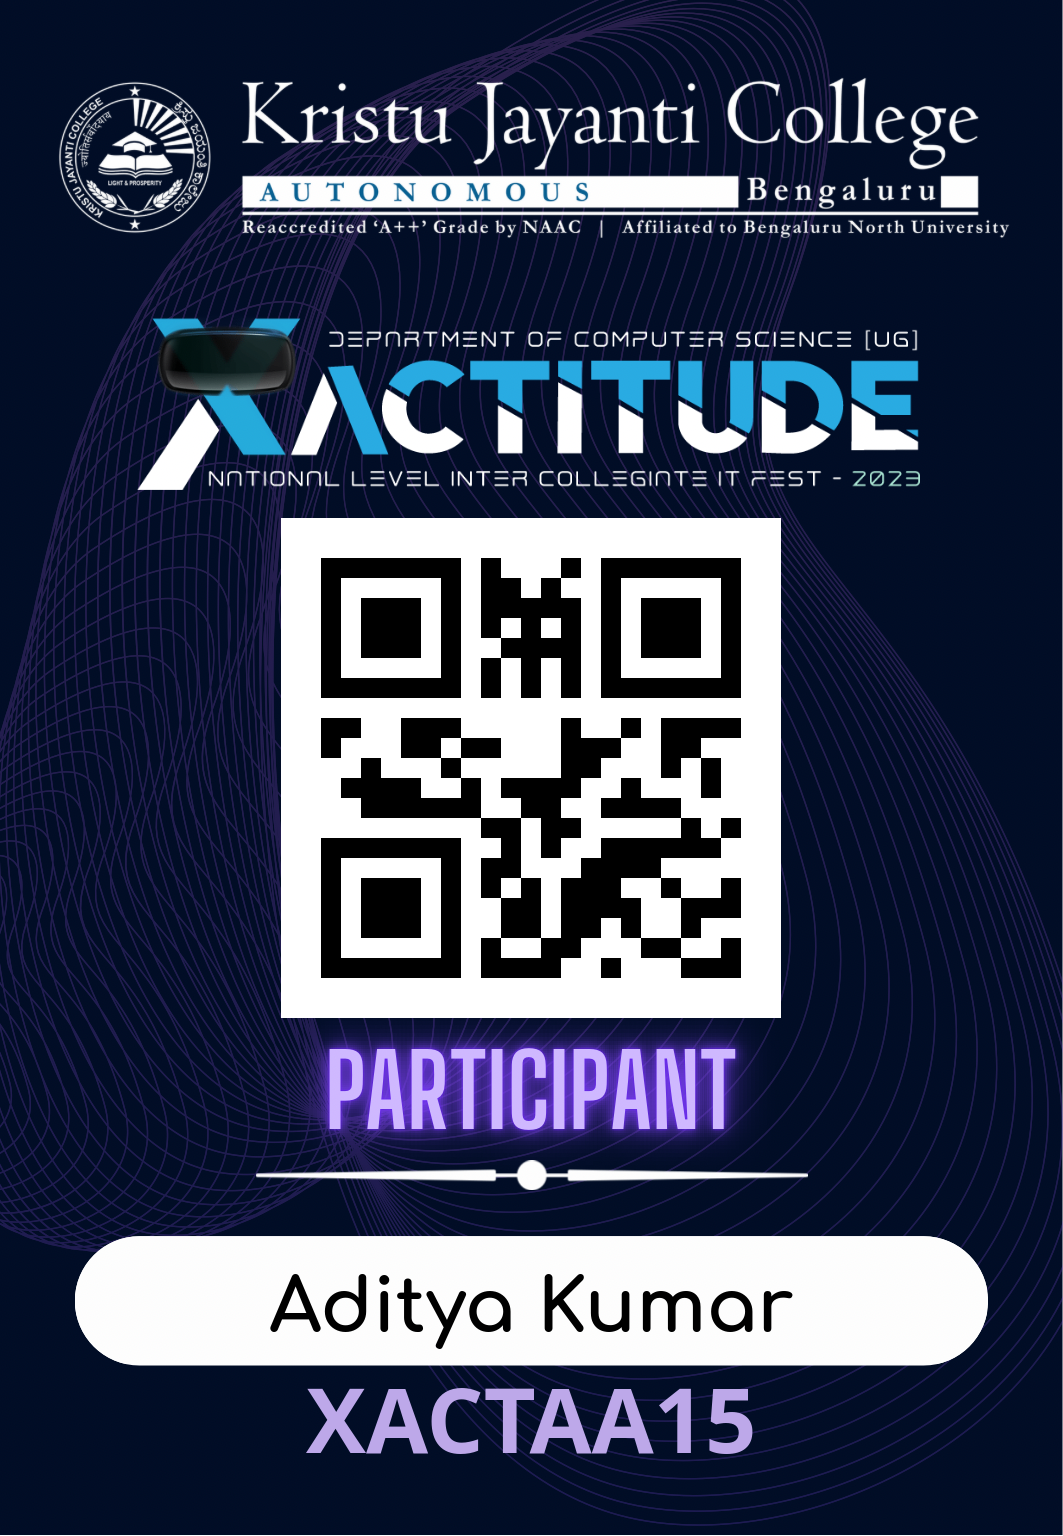 Kristu Jayanti College
AUTONOMOUS Bengaluru
Reaccredited ‘A++’ Grade by NAAC | Affiliated to Bengaluru North University
KRISTU JAYANTI COLLEGE
LIGHT & PROSPERITY
DEPARTMENT OF COMPUTER SCIENCE [UG]
XACTITUDE
NATIONAL LEVEL INTER COLLEGIATE IT FEST - 2023
PARTICIPANT
Aditya Kumar
XACTAA15